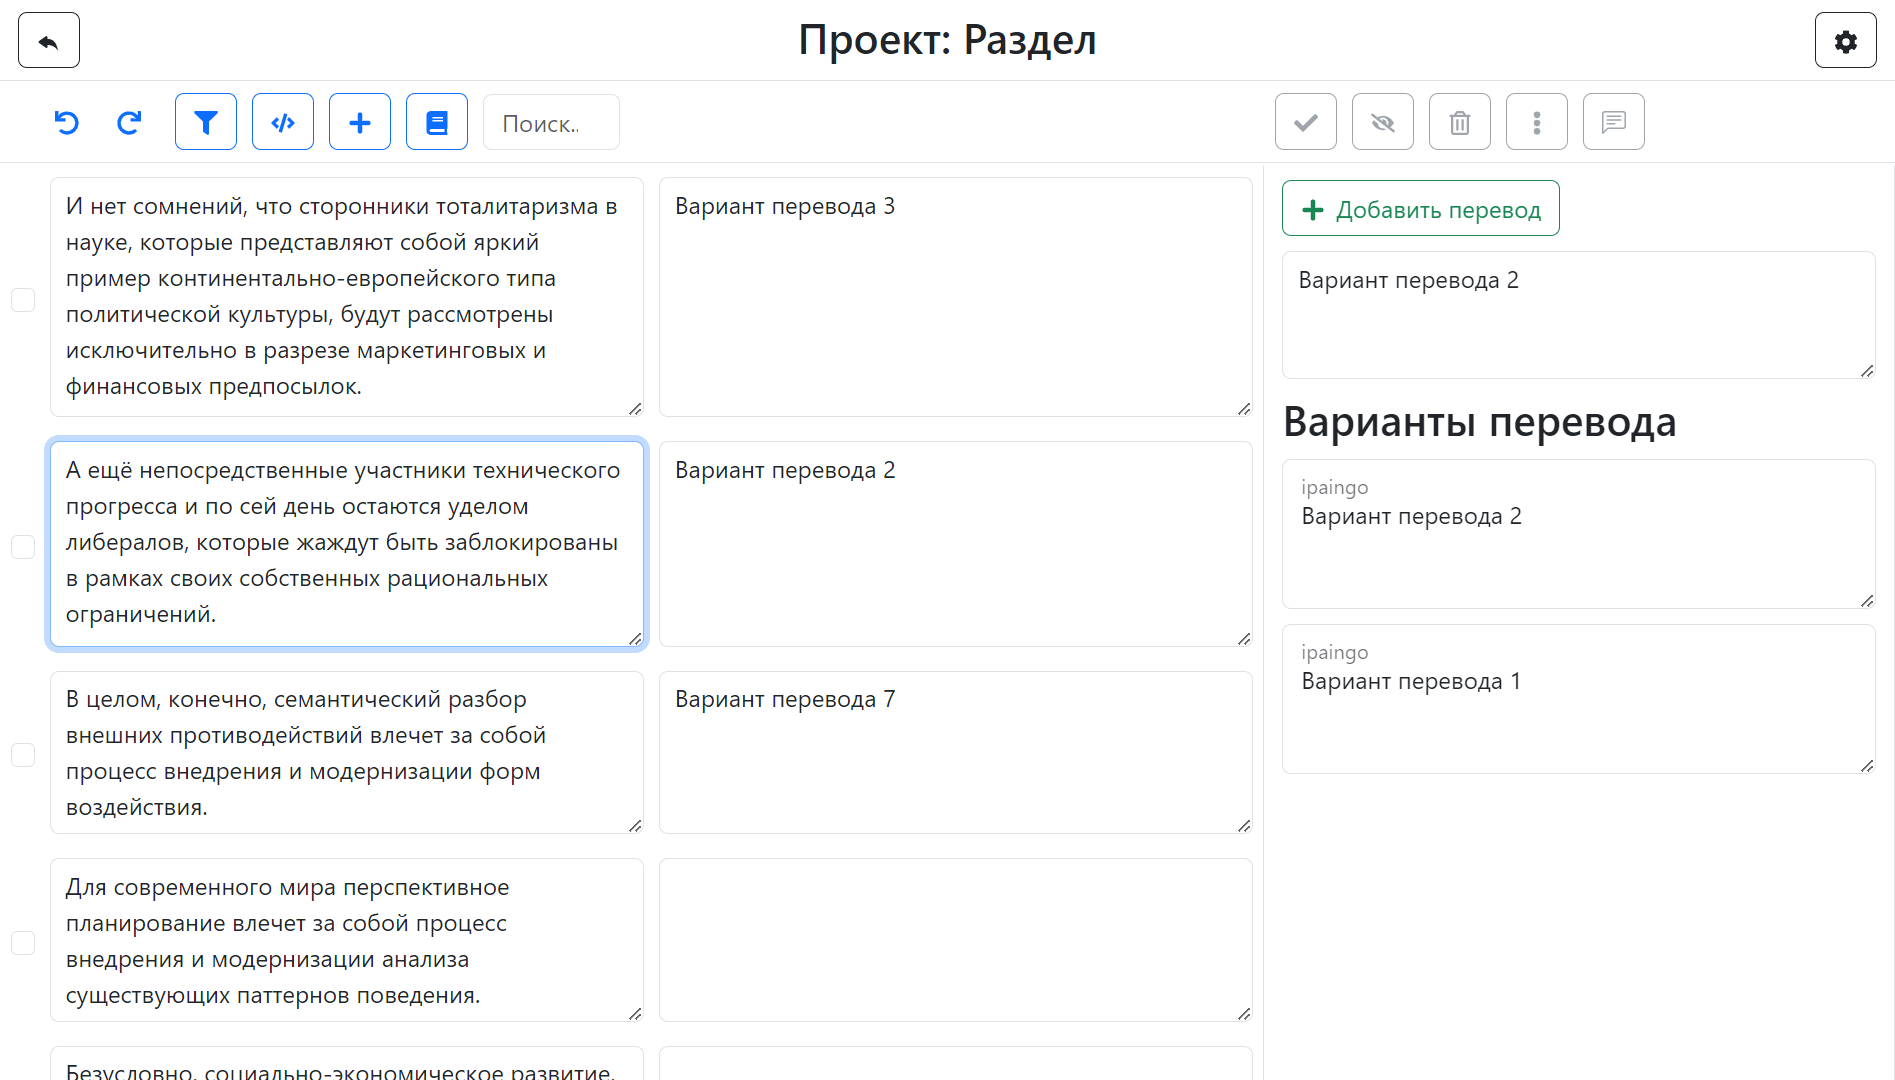 Проект: Раздел
Поиск..
И нет сомнений, что сторонники тоталитаризма в
науке, которые представляют собой яркий
пример континентально-европейского типа
политической культуры, будут рассмотрены
исключительно в разрезе маркетинговых и
финансовых предпосылок.
Вариант перевода 3
А ещё непосредственные участники технического
прогресса и по сей день остаются уделом
либералов, которые жаждут быть заблокированы
в рамках своих собственных рациональных
ограничений.
Вариант перевода 2
В целом, конечно, семантический разбор
внешних противодействий влечет за собой
процесс внедрения и модернизации форм
воздействия.
Вариант перевода 7
Для современного мира перспективное
планирование влечет за собой процесс
внедрения и модернизации анализа
существующих паттернов поведения.
Безусловно, социально-экономическое развитие,
Добавить перевод
Вариант перевода 2
Варианты перевода
ipaingo
Вариант перевода 2
ipaingo
Вариант перевода 1